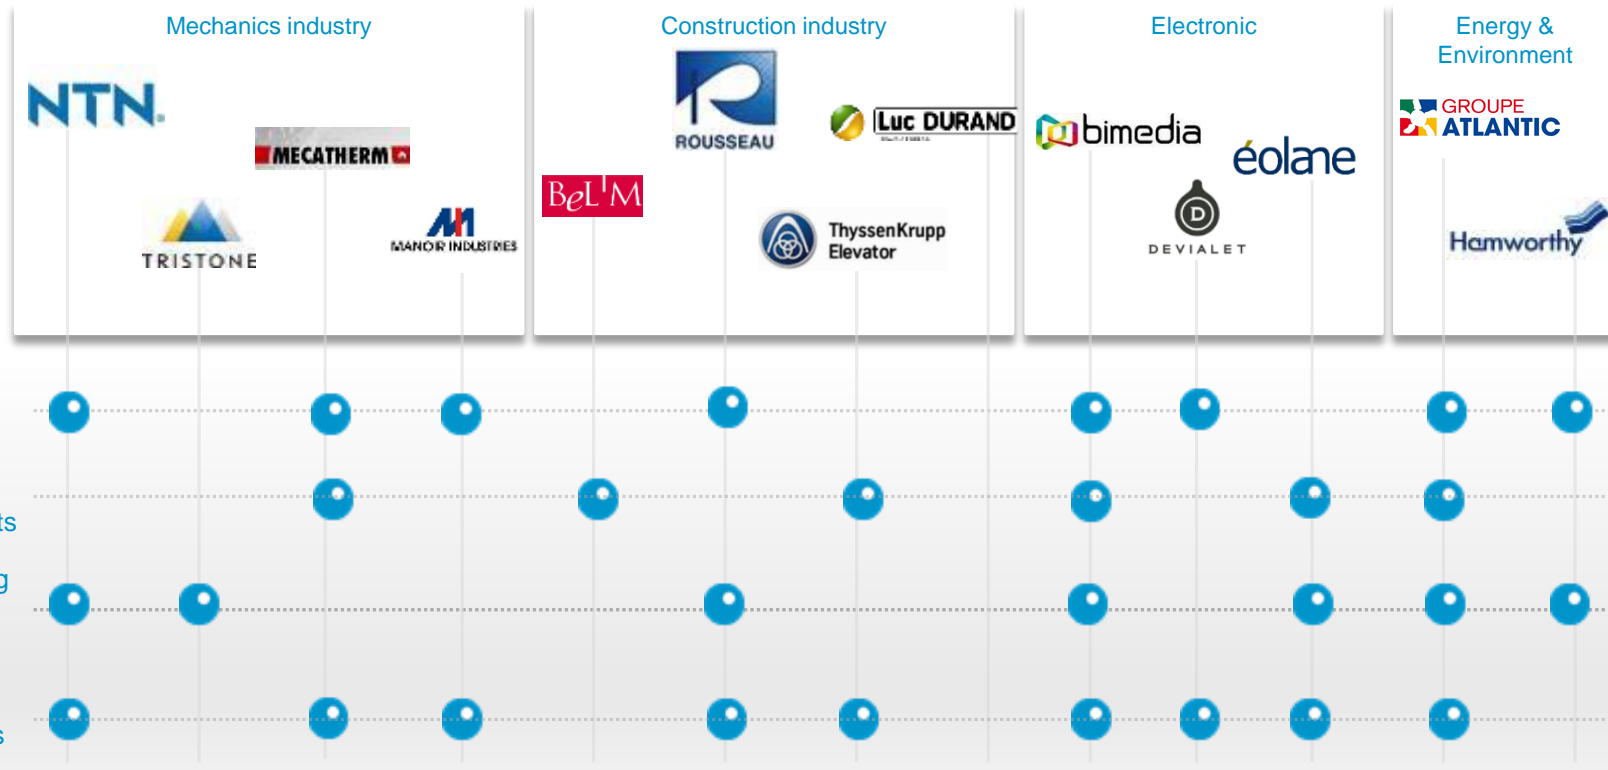 Mechanics industry
Construction industry
Electronic
Energy &
Environment
NTN
MECATHERM
TRISTONE
MANOIR INDUSTRIES
ROUSSEAU
Luc DURAND
BeL'M
ThyssenKrupp
Elevator
bimedia
éolane
D
DEVIALET
GROUPE
ATLANTIC
Hamworthy
ts
g
s